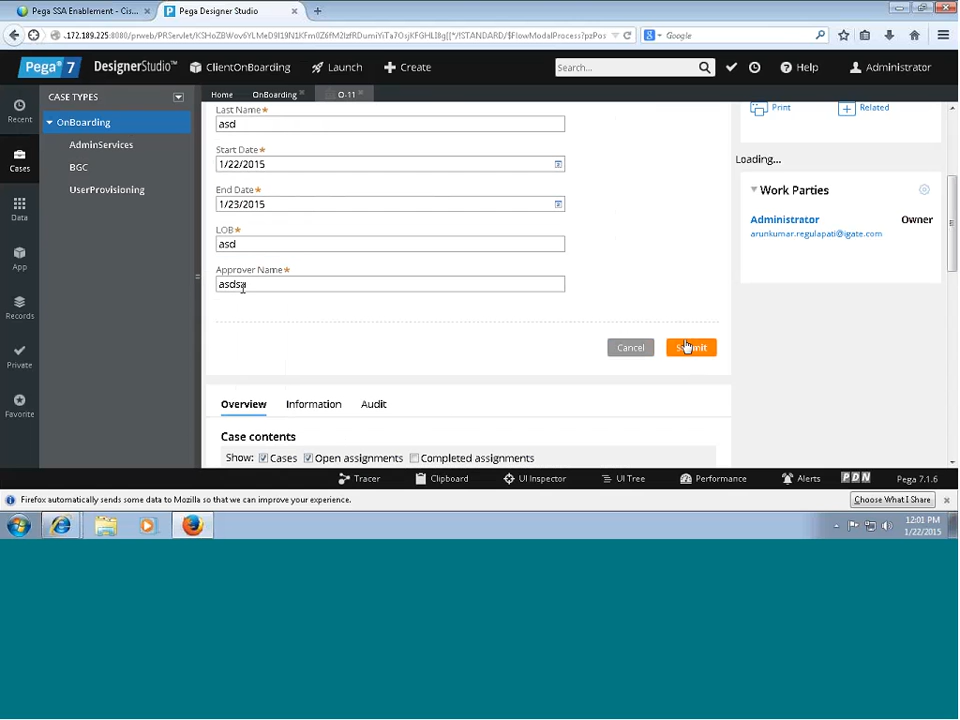 Pega SSA Enablement - Cis...
Pega Designer Studio
.172.189.225:8080/prweb/PRServlet/
Google
Pega 7
DesignerStudio
ClientOnBoarding
Launch
Create
Search...
Help
Administrator
Recent
CASE TYPES
Home
OnBoarding
O-11
OnBoarding
AdminServices
BGC
UserProvisioning
Cases
Data
App
Records
Private
Favorite
Last Name*
asd
Start Date*
1/22/2015
End Date*
1/23/2015
LOB*
asd
Approver Name*
asdsa
Cancel
Submit
Print
Related
Loading...
Work Parties
Administrator
Owner
arunkumar.regulapati@igate.com
Overview
Information
Audit
Case contents
Show: Cases Open assignments Completed assignments
Tracer
Clipboard
UI Inspector
UI Tree
Performance
Alerts
PDN
Pega 7.1.6
Firefox automatically sends some data to Mozilla so that we can improve your experience.
Choose What I Share
12:01 PM
1/22/2015